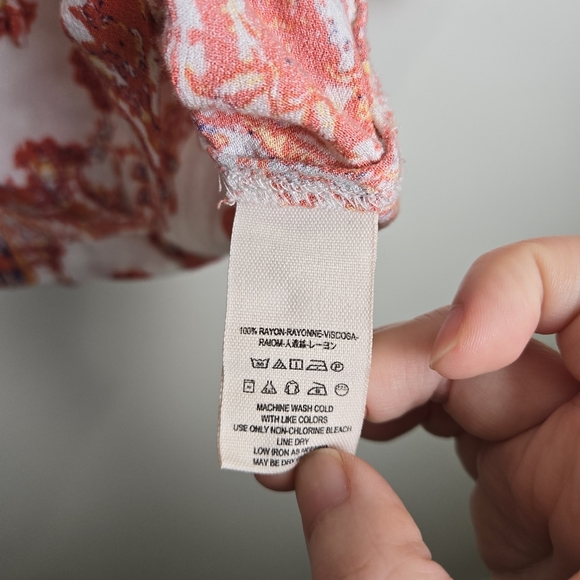 100% RAYON-RAYONNE-VISCOSA-
RAIOM-人造絲-レーヨン
MACHINE WASH COLD
WITH LIKE COLORS
USE ONLY NON-CHLORINE BLEACH
LINE DRY
LOW IRON AS
MAY BE